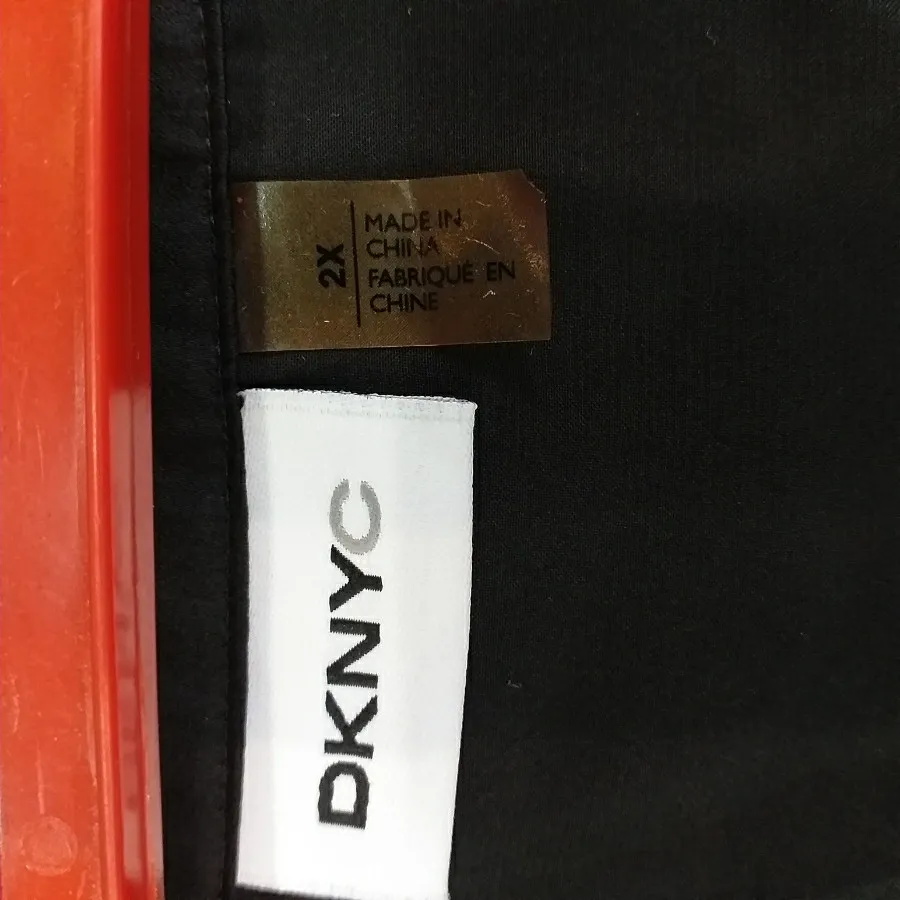 2X
MADE IN
CHINA
FABRIQUÉ EN
CHINE
DKNYC